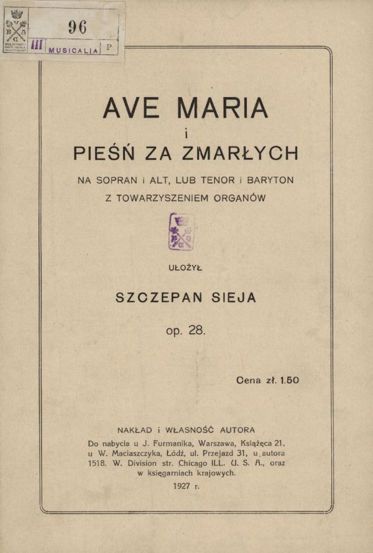 96
III MUSICALIA P
AVE MARIA
i
PIEŚŃ ZA ZMARŁYCH
NA SOPRAN i ALT, LUB TENOR i BARYTON
Z TOWARZYSZENIEM ORGANÓW
UŁOŻYŁ
SZCZEPAN SIEJA
op. 28.
Cena zł. 1.50
NAKŁAD i WŁASNOŚĆ AUTORA
Do nabycia u J. Furmanika, Warszawa, Książęca 21.
u W. Maciaszczyka, Łódź, ul. Przejazd 31, u autora
1518. W. Division str. Chicago ILL. U. S. A., oraz
w księgarniach krajowych.
1927 r.